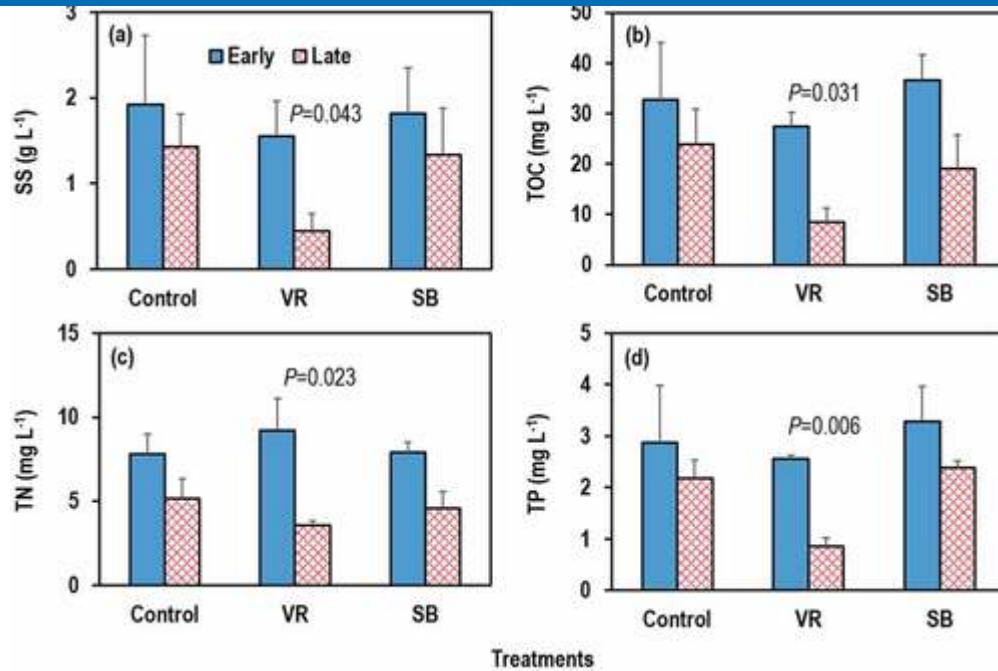 (a)
Early Late
P=0.043
SS (g L⁻¹)
3
2
1
0
Control VR SB
(b)
P=0.031
TOC (mg L⁻¹)
50
40
30
20
10
0
Control VR SB
(c)
P=0.023
TN (mg L⁻¹)
15
10
5
0
Control VR SB
(d)
P=0.006
TP (mg L⁻¹)
5
4
3
2
1
0
Control VR SB
Treatments